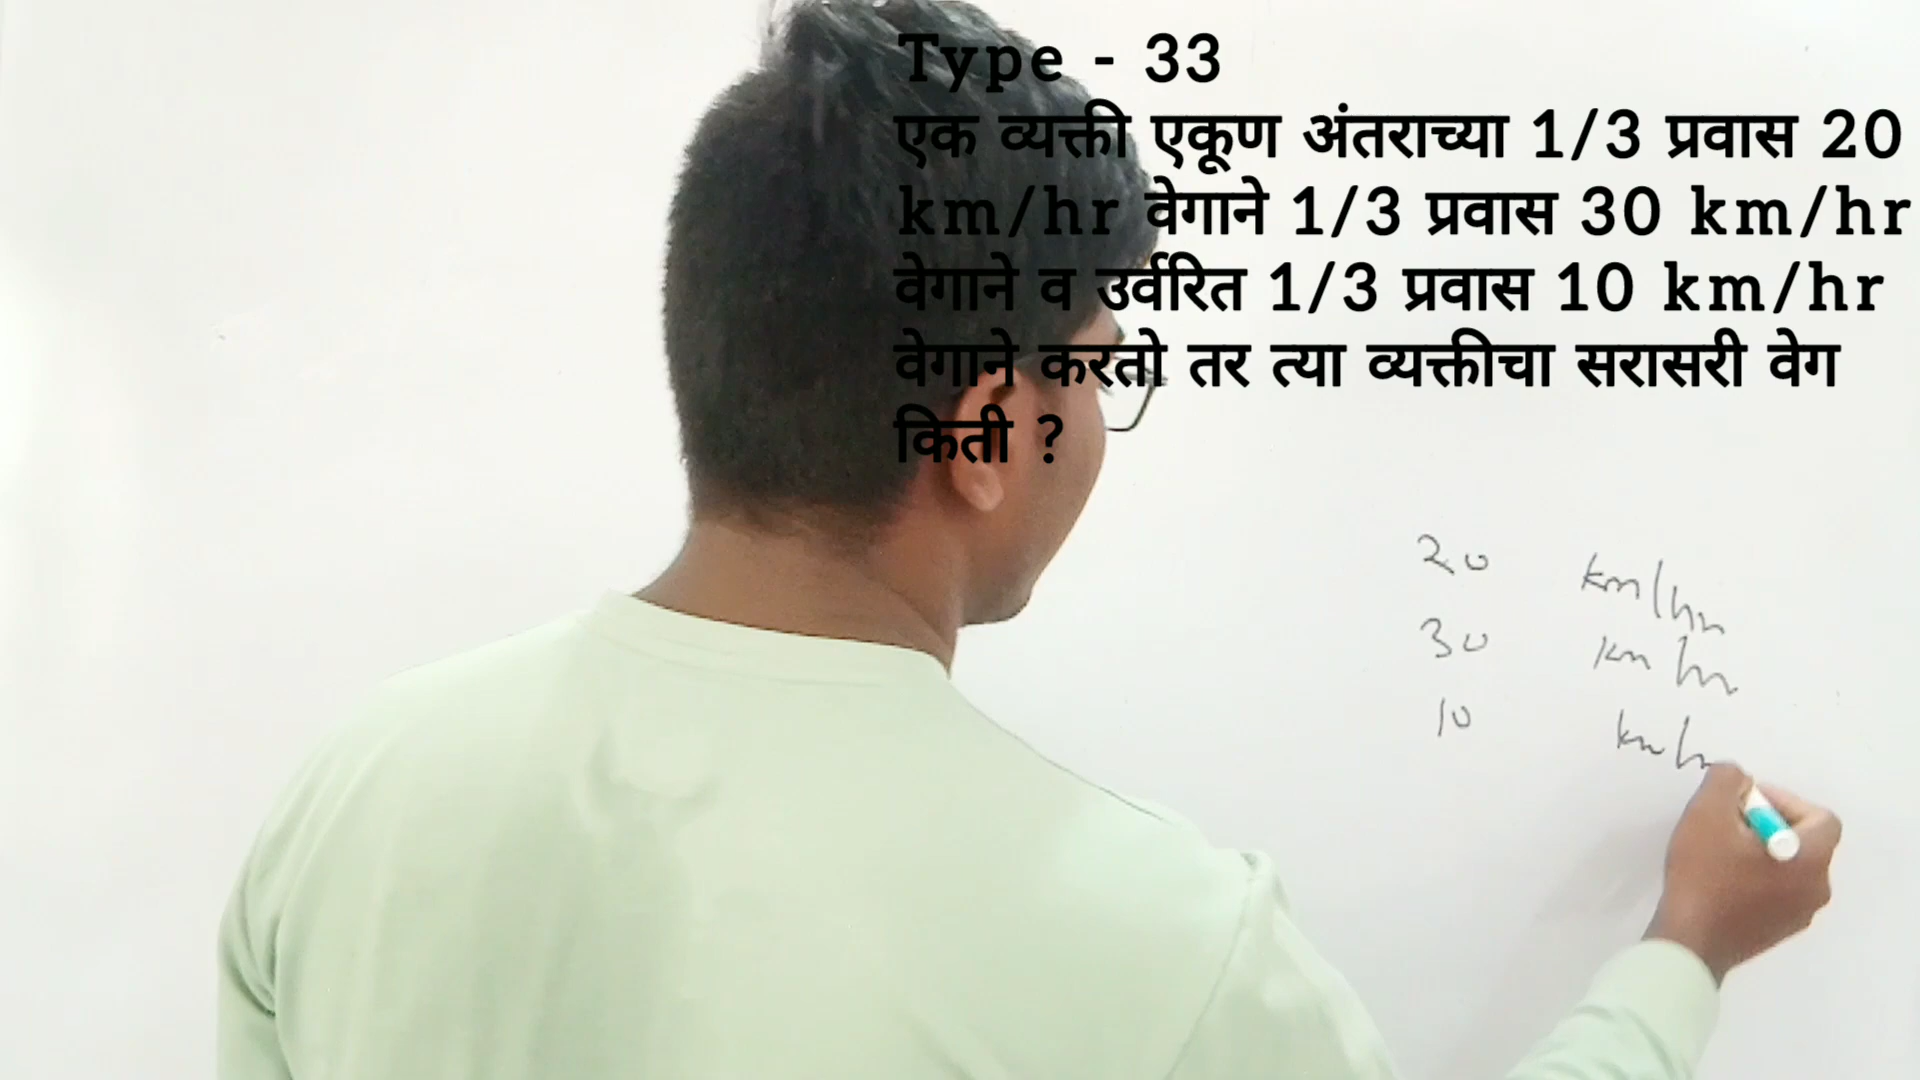 Type - 33
एक व्यक्ती एकूण अंतराच्या 1/3 प्रवास 20
km/hr वेगाने 1/3 प्रवास 30 km/hr
वेगाने व उर्वरित 1/3 प्रवास 10 km/hr
वेगाने करतो तर त्या व्यक्तीचा सरासरी वेग
किती ?
20 km/hr
30 km/hr
10 km/h